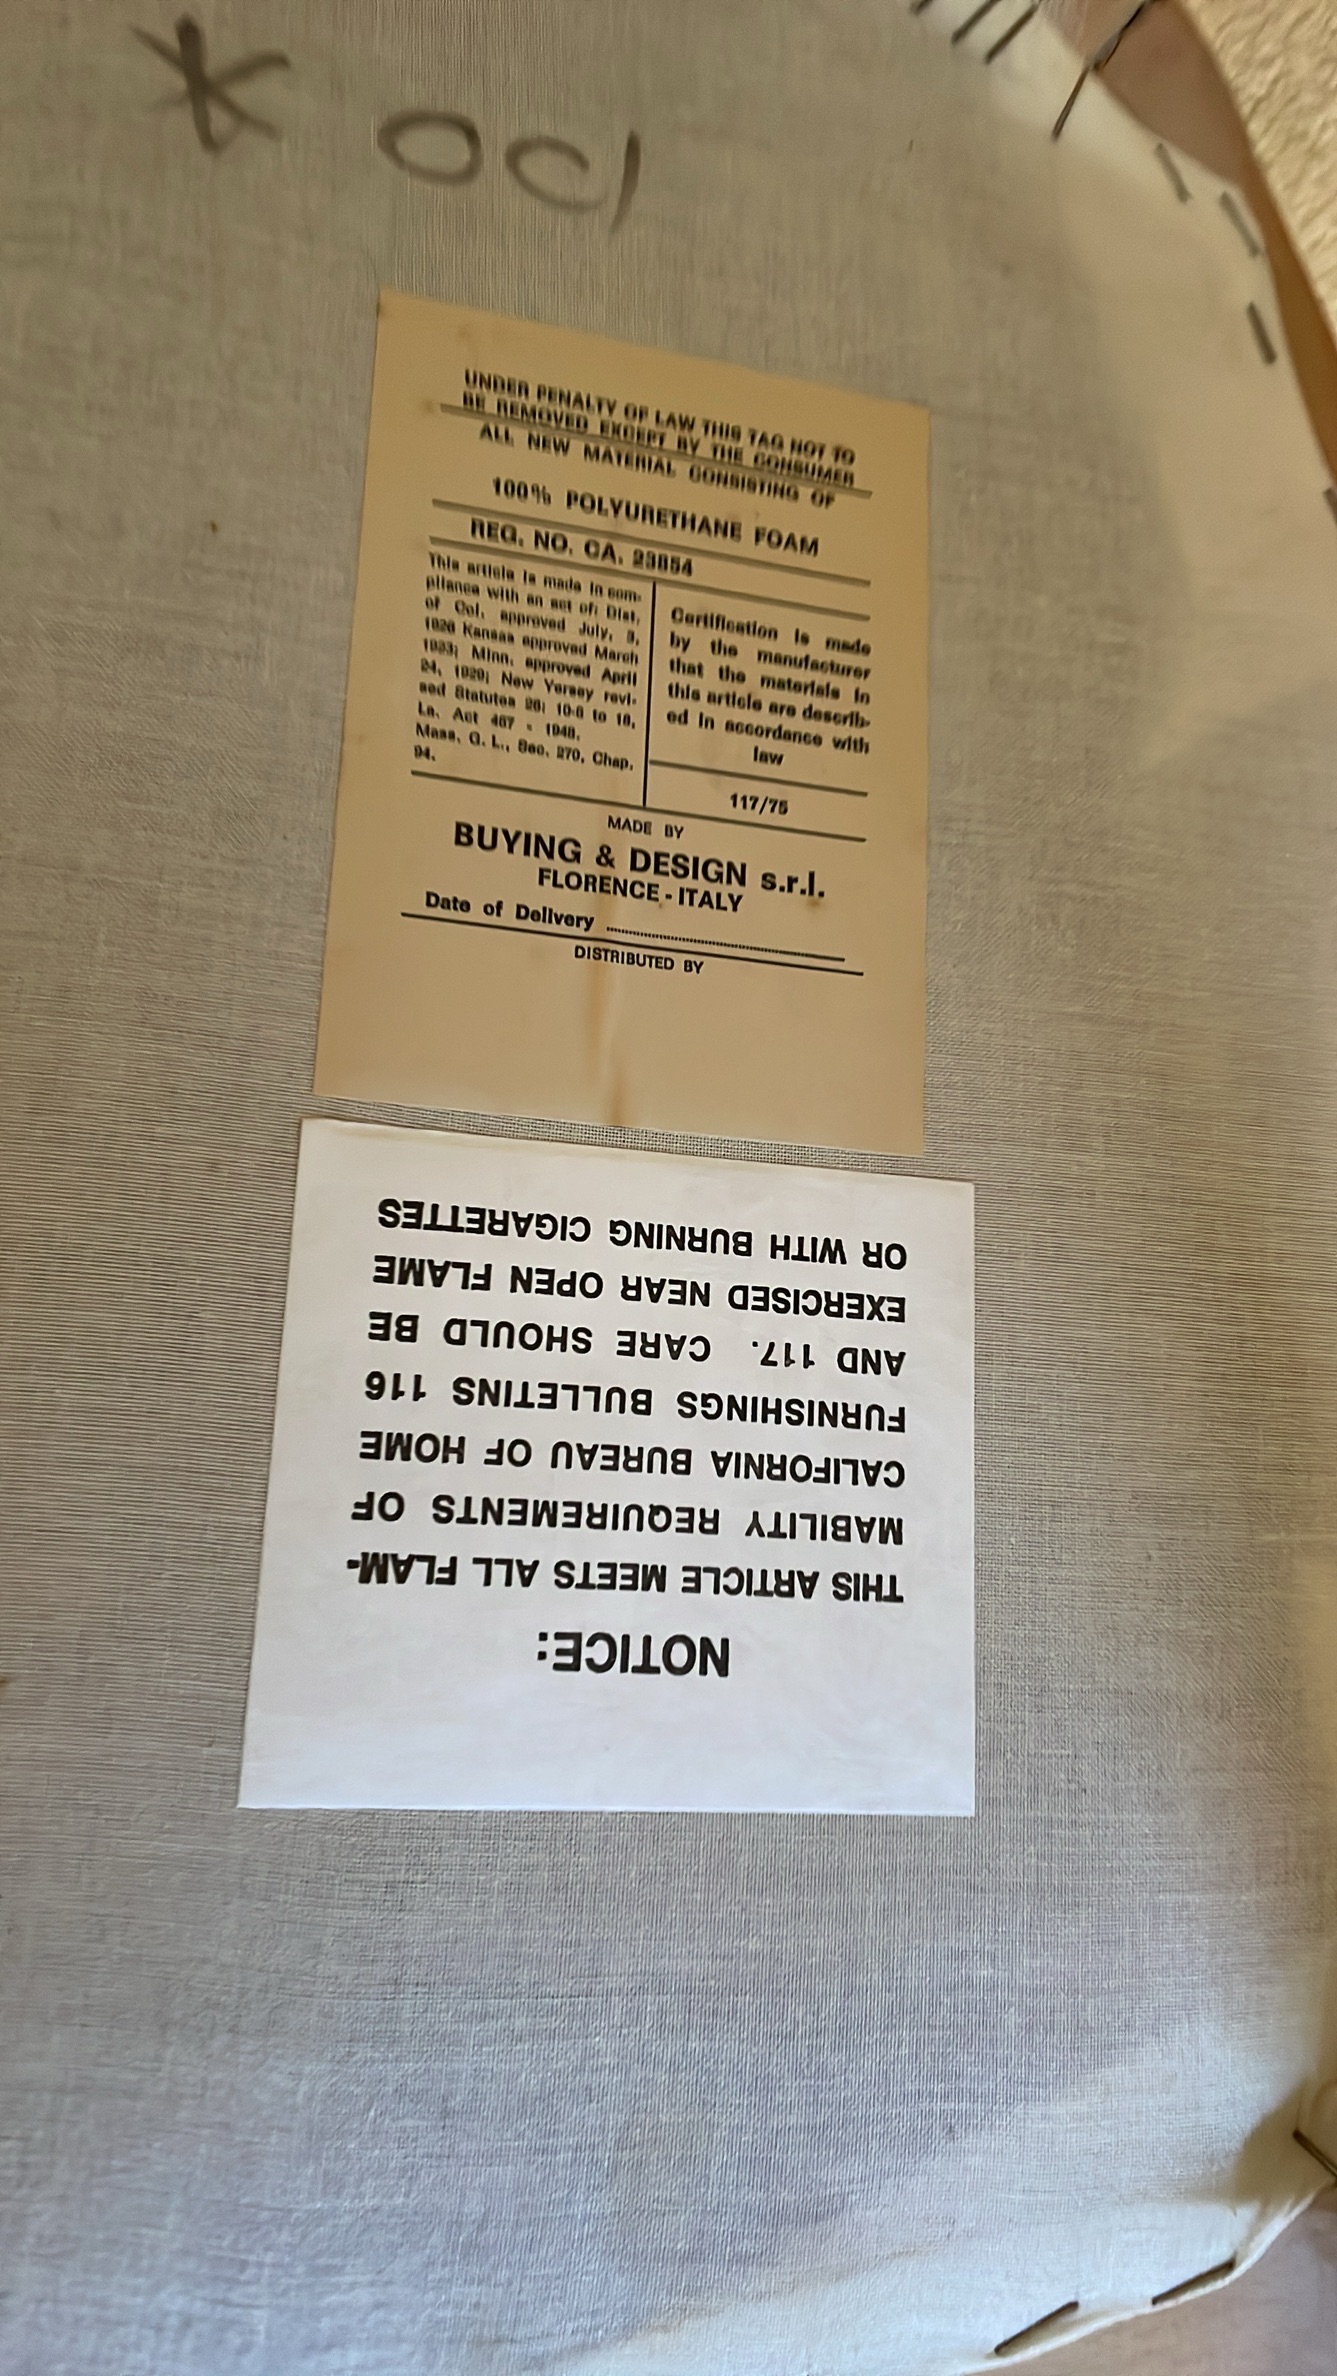 * OCI
UNDER PENALTY OF LAW THIS TAG NOT TO
BE REMOVED EXCEPT BY THE CONSUMER
ALL NEW MATERIAL CONSISTING OF
100% POLYURETHANE FOAM
REG. NO. CA. 23854
This article is made in com-
pliance with an act of: Dist.
of Col. approved July, 3,
1926 Kansas approved March
1923; Minn. approved April
24, 1929; New Yersey revi-
sed Statutes 26: 10-6 to 18,
La. Act 467 - 1948.
Mass. G. L., Sec. 270, Chap.
94.
Certification is made
by the manufacturer
that the materials in
this article are describ-
ed in accordance with
law
117/75
MADE BY
BUYING & DESIGN s.r.l.
FLORENCE - ITALY
Date of Delivery
DISTRIBUTED BY
NOTICE:
THIS ARTICLE MEETS ALL FLAM-
MABILITY REQUIREMENTS OF
CALIFORNIA BUREAU OF HOME
FURNISHINGS BULLETINS 116
AND 117. CARE SHOULD BE
EXERCISED NEAR OPEN FLAME
OR WITH BURNING CIGARETTES